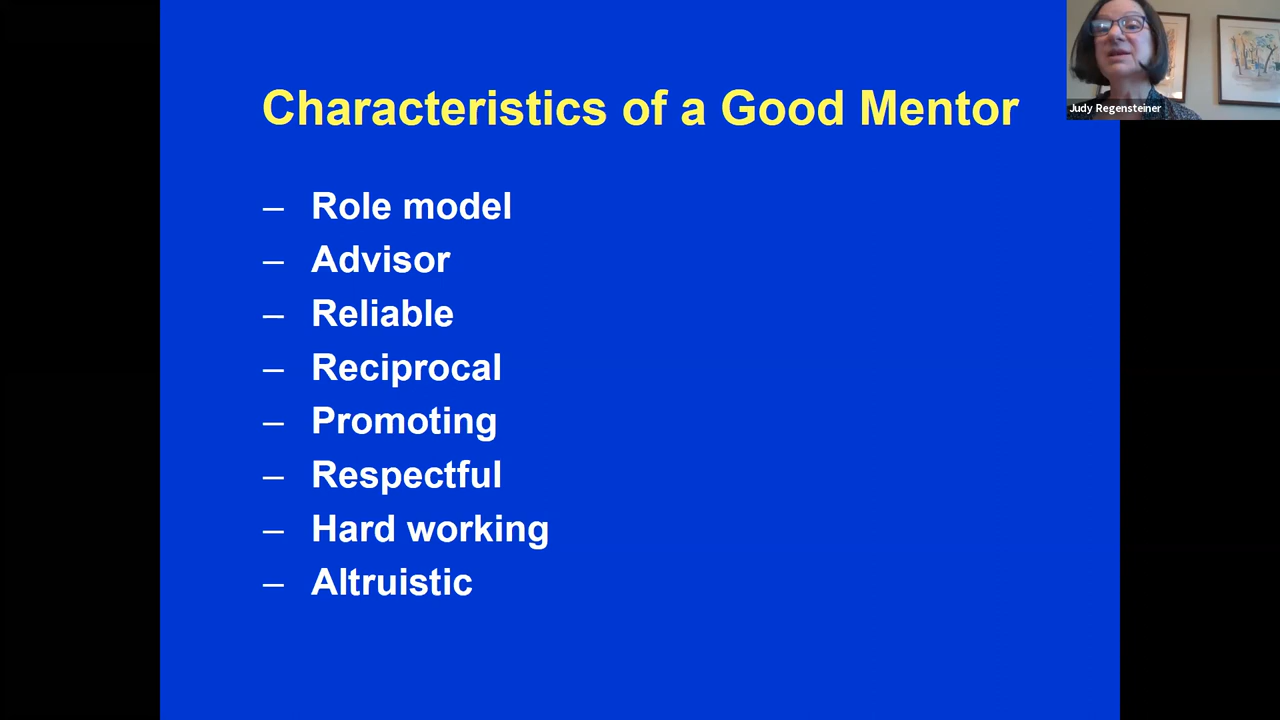 Characteristics of a Good Mentor
Judy Regensteiner
– Role model
– Advisor
– Reliable
– Reciprocal
– Promoting
– Respectful
– Hard working
– Altruistic